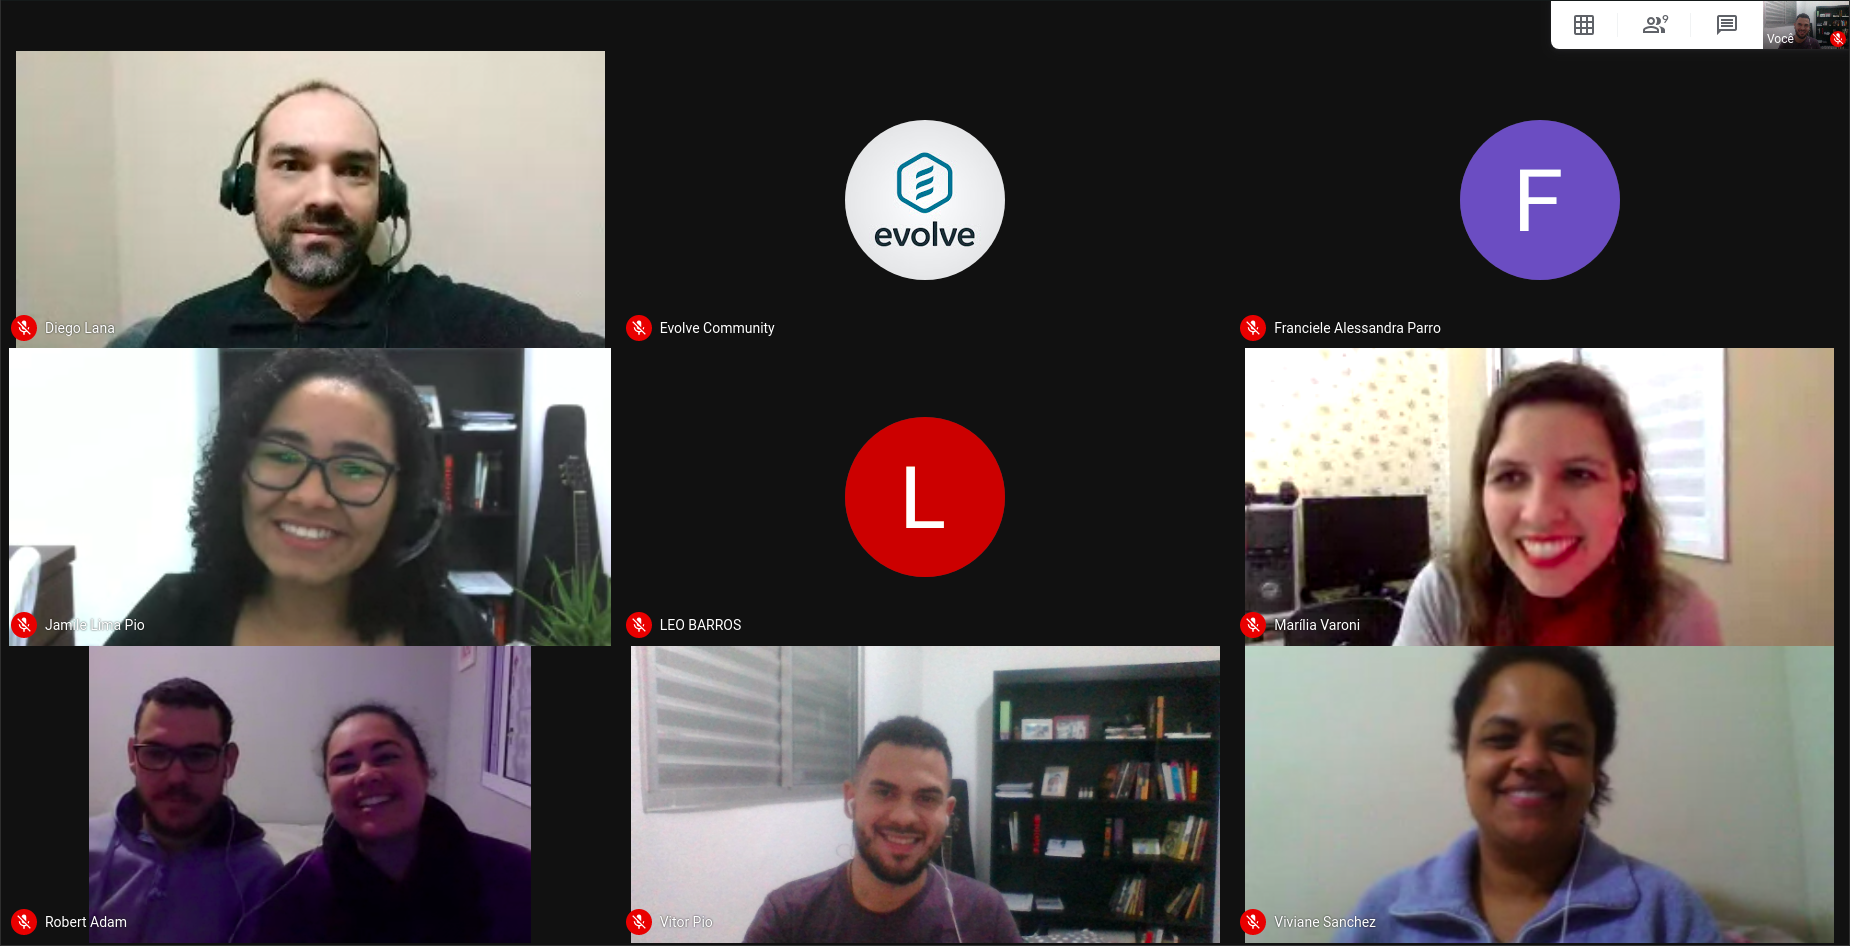 9
Você
Diego Lana
evolve
Evolve Community
F
Franciele Alessandra Parro
Jamile Lima Pio
L
LEO BARROS
Marília Varoni
Robert Adam
Vitor Pio
Viviane Sanchez